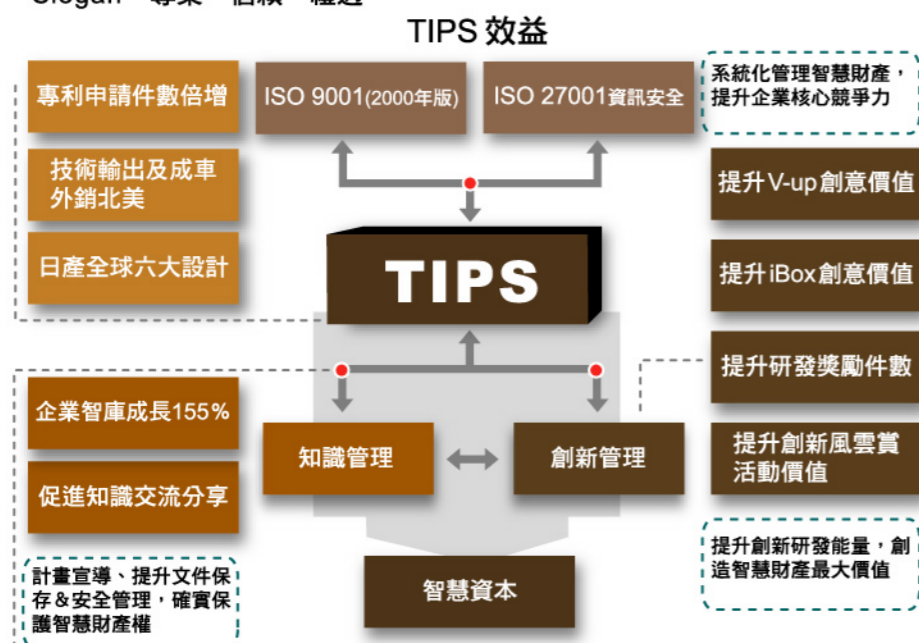 TIPS 效益
專利申請件數倍增
ISO 9001(2000年版)
ISO 27001資訊安全
系統化管理智慧財產，
提升企業核心競爭力
技術輸出及成車
外銷北美
日產全球六大設計
TIPS
提升V-up創意價值
提升iBox創意價值
提升研發獎勵件數
提升創新風雲賞
活動價值
企業智庫成長155%
促進知識交流分享
知識管理
創新管理
計畫宣導、提升文件保
存＆安全管理，確實保
護智慧財產權
智慧資本
提升創新研發能量，創
造智慧財產最大價值